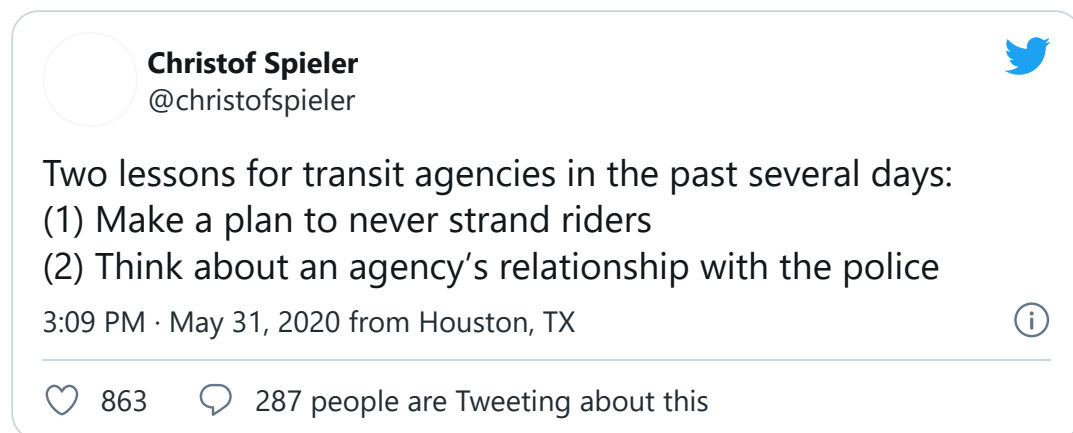 Christof Spieler
@christofspieler
Two lessons for transit agencies in the past several days:
(1) Make a plan to never strand riders
(2) Think about an agency’s relationship with the police
3:09 PM · May 31, 2020 from Houston, TX
863 287 people are Tweeting about this